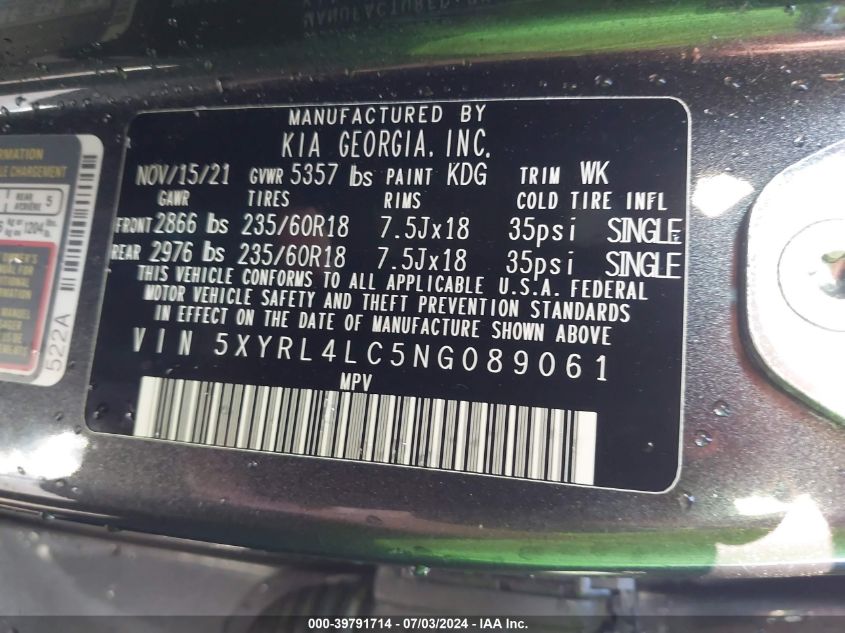 MANUFACTURED BY
KIA GEORGIA, INC.
NOV/15/21 GVWR 5357 lbs PAINT KDG TRIM WK
GAWR TIRES RIMS COLD TIRE INFL
FRONT 2866 lbs 235/60R18 7.5Jx18 35psi SINGLE
REAR 2976 lbs 235/60R18 7.5Jx18 35psi SINGLE
THIS VEHICLE CONFORMS TO ALL APPLICABLE U.S.A. FEDERAL
MOTOR VEHICLE SAFETY AND THEFT PREVENTION STANDARDS
IN EFFECT ON THE DATE OF MANUFACTURE SHOWN ABOVE
VIN 5XYRL4LC5NG089061
MPV
CHARGEMENT
REAR 5
522A
000-39791714 - 07/03/2024 - IAA Inc.